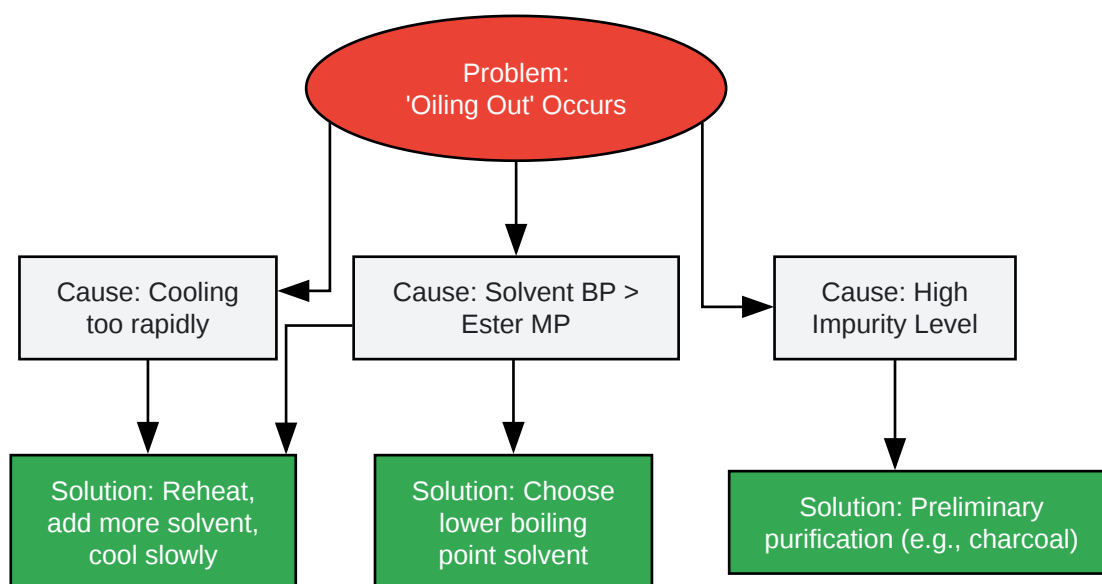 Problem:
'Oiling Out' Occurs
Cause: Cooling
too rapidly
Cause: Solvent BP >
Ester MP
Cause: High
Impurity Level
Solution: Reheat,
add more solvent,
cool slowly
Solution: Choose
lower boiling
point solvent
Solution: Preliminary
purification (e.g., charcoal)